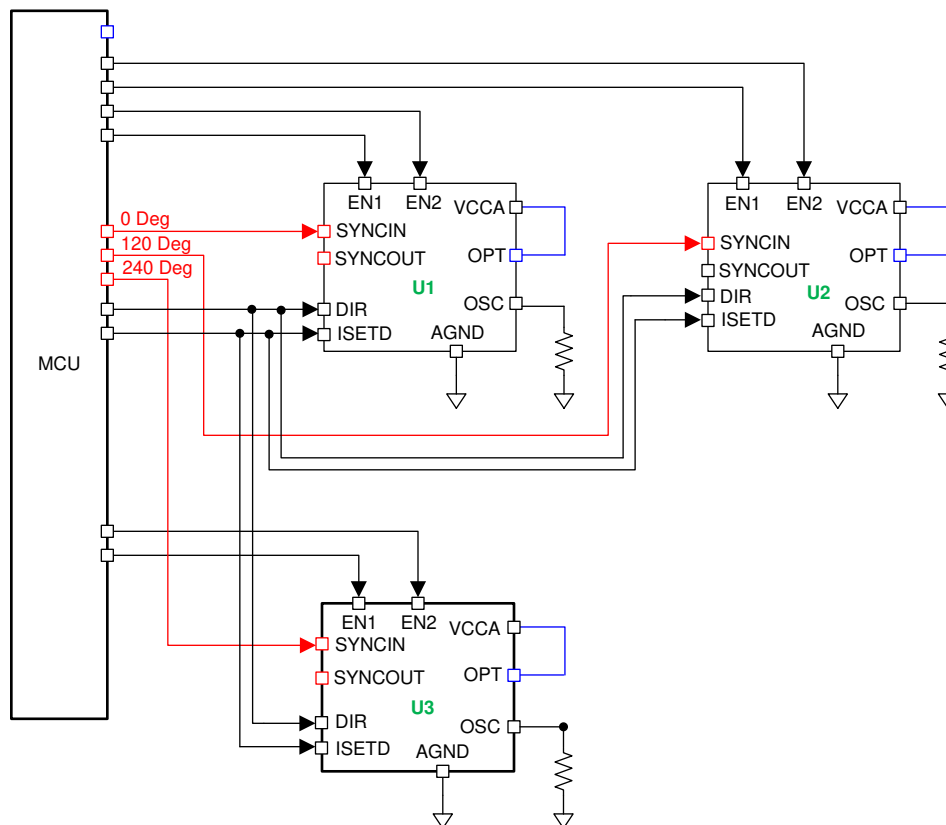 MCU
0 Deg
120 Deg
240 Deg
EN1
EN2
VCCA
SYNCIN
SYNCOUT
OPT
U1
DIR
OSC
ISETD
AGND
EN1
EN2
VCCA
SYNCIN
OPT
SYNCOUT
U2
DIR
OSC
ISETD
AGND
EN1
EN2
VCCA
SYNCIN
SYNCOUT
OPT
U3
DIR
OSC
ISETD
AGND